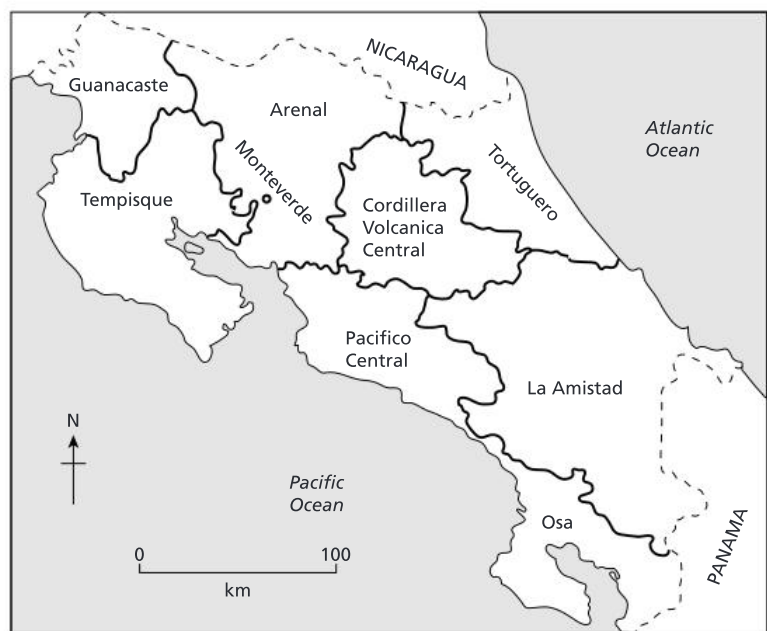 NICARAGUA
Guanacaste
Arenal
Atlantic
Ocean
Monteverde
Tortuguero
Tempisque
Cordillera
Volcanica
Central
Pacifico
Central
La Amistad
N
Pacific
Ocean
Osa
PANAMA
0 100
km